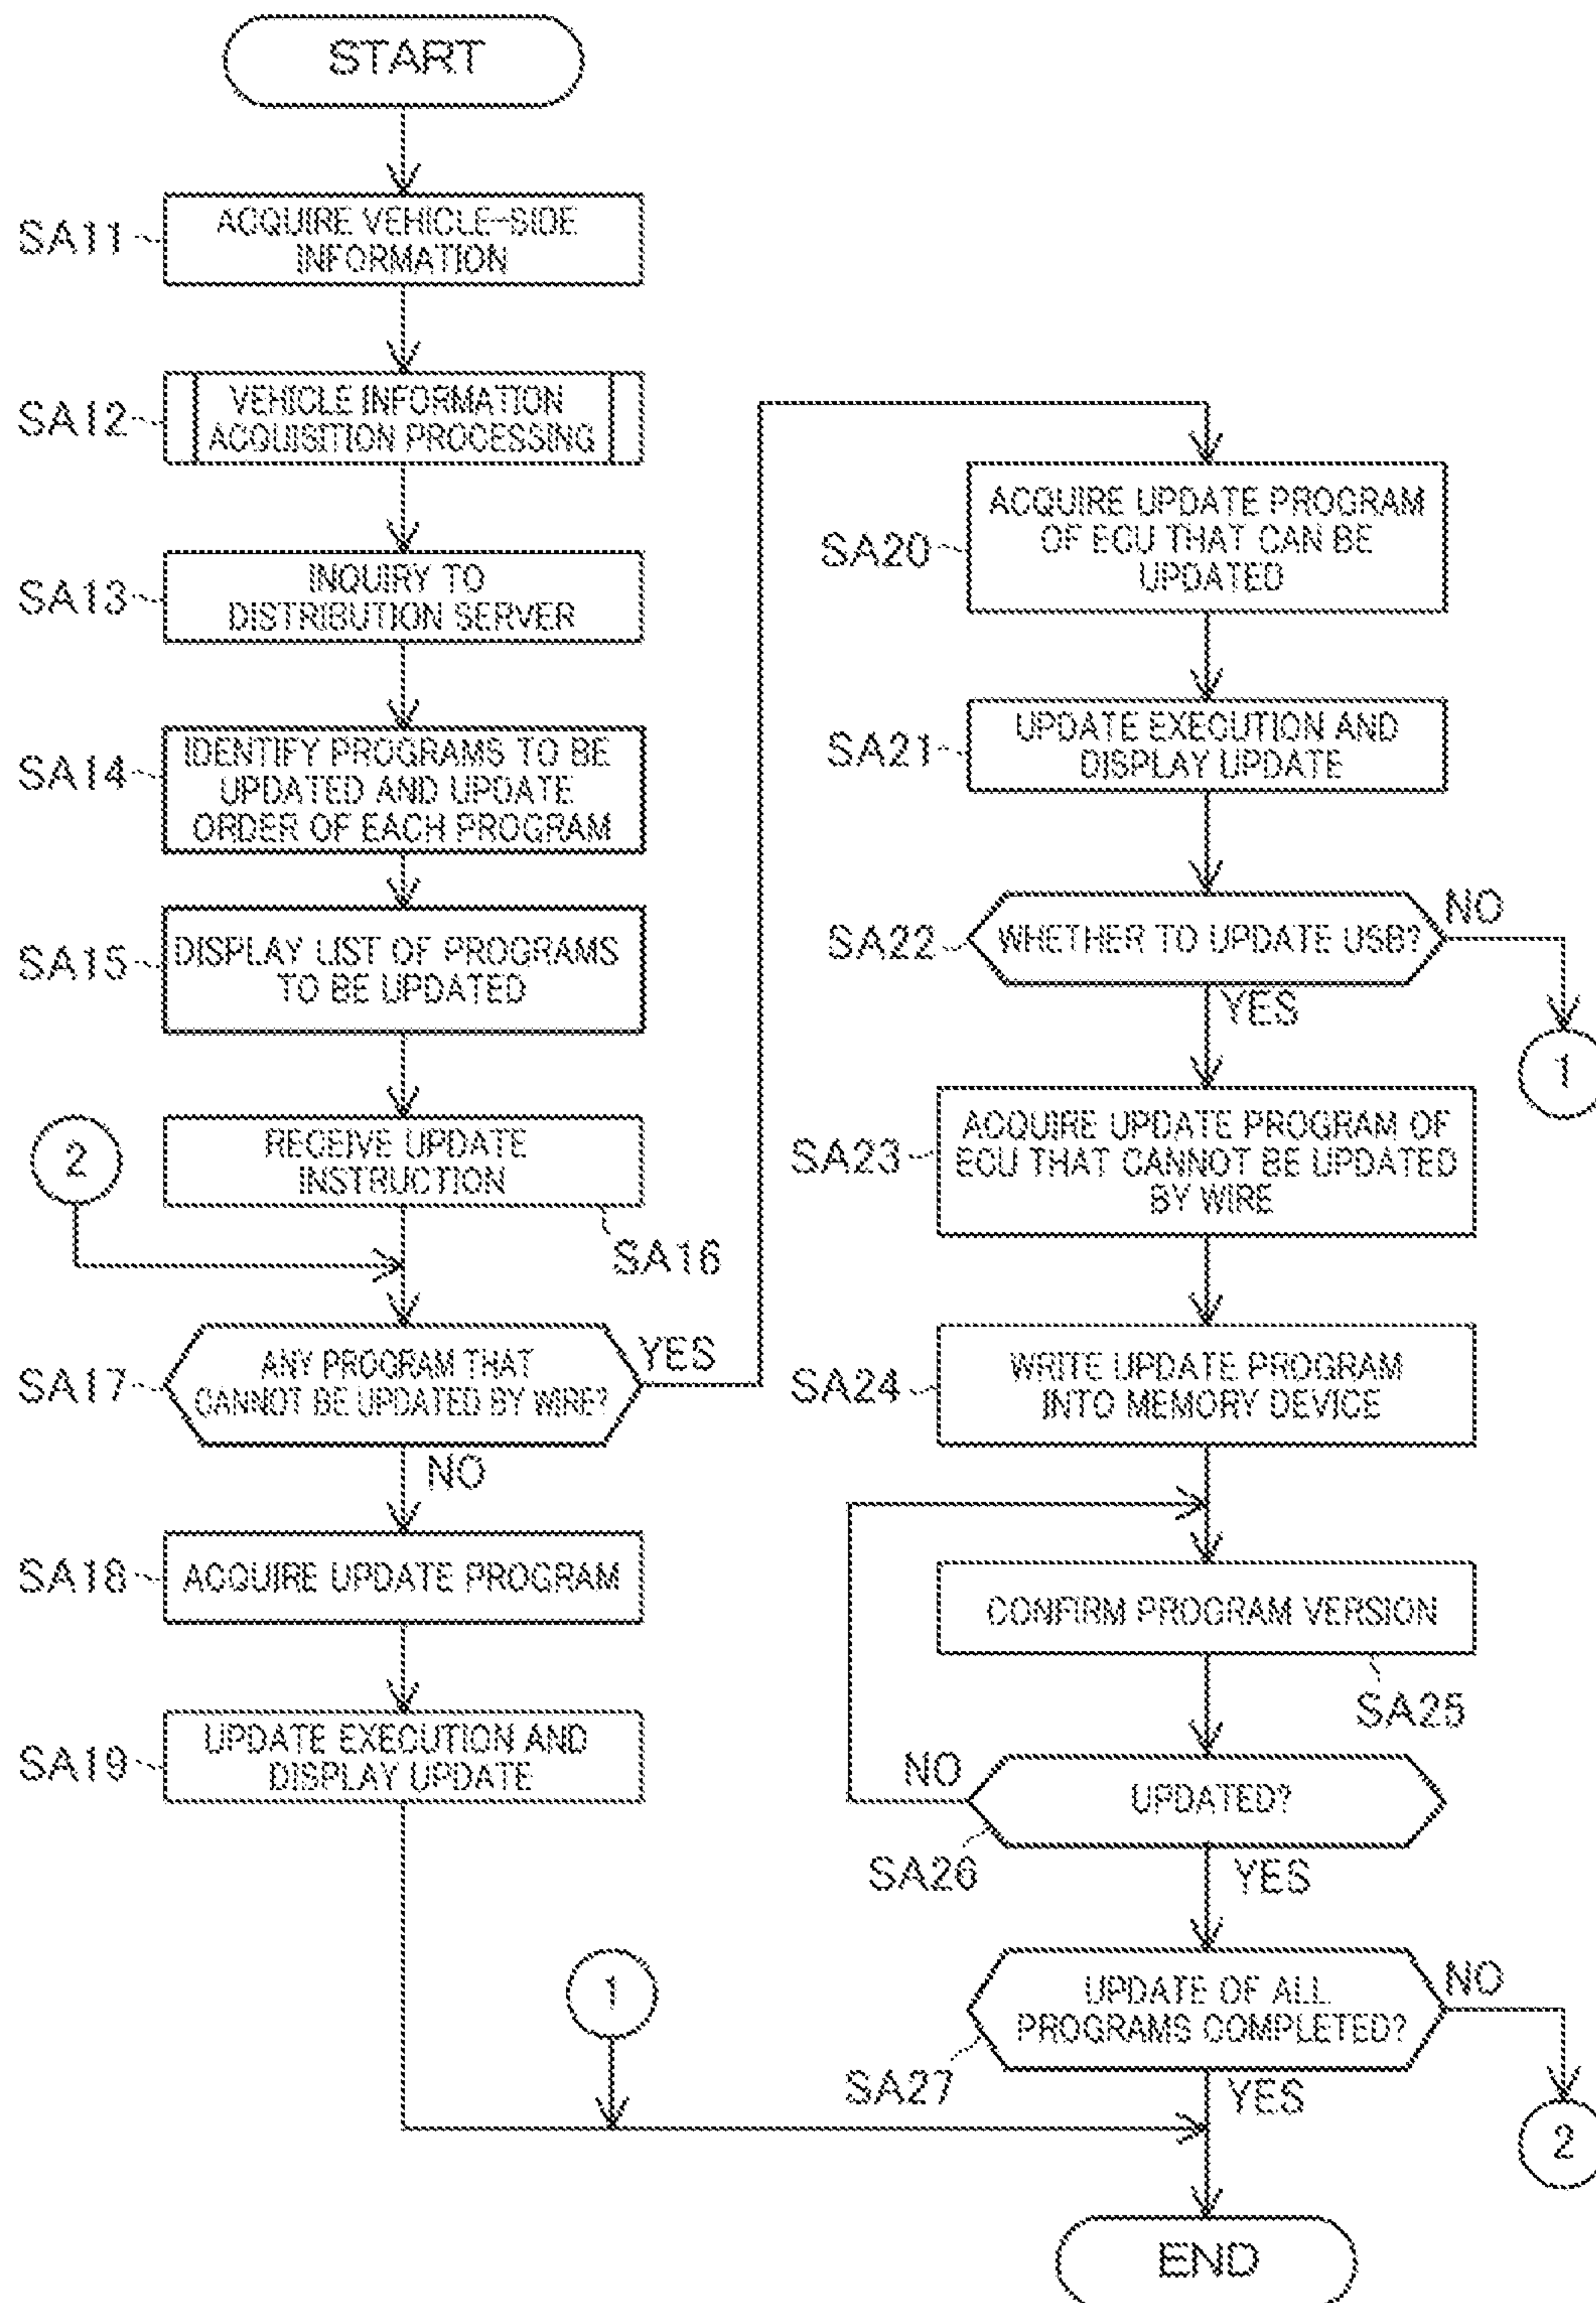 START
SA11
ACQUIRE VEHICLE-SIDE
INFORMATION
SA12
VEHICLE INFORMATION
ACQUISITION PROCESSING
SA13
INQUIRY TO
DISTRIBUTION SERVER
SA14
IDENTIFY PROGRAMS TO BE
UPDATED AND UPDATE
ORDER OF EACH PROGRAM
SA15
DISPLAY LIST OF PROGRAMS
TO BE UPDATED
2
RECEIVE UPDATE
INSTRUCTION
SA16
SA17
ANY PROGRAM THAT
CANNOT BE UPDATED BY WIRE?
YES
NO
SA18
ACQUIRE UPDATE PROGRAM
SA19
UPDATE EXECUTION AND
DISPLAY UPDATE
1
SA20
ACQUIRE UPDATE PROGRAM
OF ECU THAT CAN BE
UPDATED
SA21
UPDATE EXECUTION AND
DISPLAY UPDATE
SA22
WHETHER TO UPDATE USB?
NO
YES
1
SA23
ACQUIRE UPDATE PROGRAM OF
ECU THAT CANNOT BE UPDATED
BY WIRE
SA24
WRITE UPDATE PROGRAM
INTO MEMORY DEVICE
CONFIRM PROGRAM VERSION
SA25
NO
UPDATED?
SA26
YES
UPDATE OF ALL
PROGRAMS COMPLETED?
NO
SA27
YES
2
END